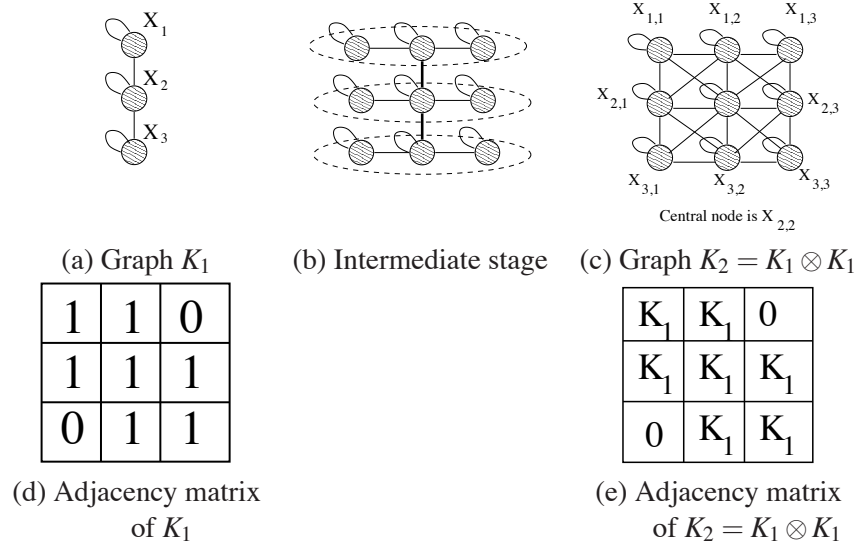 X1
X2
X3
X1,1 X1,2 X1,3
X2,1 X2,3
X3,1 X3,2 X3,3
Central node is X2,2
(a) Graph K1 (b) Intermediate stage (c) Graph K2 = K1 ⊗ K1
1 1 0
1 1 1
0 1 1
K1 K1 0
K1 K1 K1
0 K1 K1
(d) Adjacency matrix
of K1
(e) Adjacency matrix
of K2 = K1 ⊗ K1